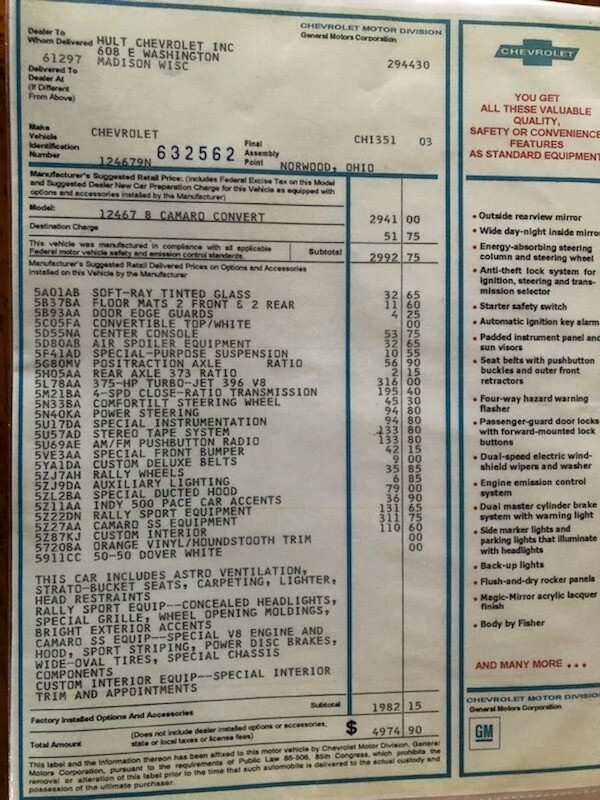 CHEVROLET MOTOR DIVISION
General Motors Corporation
Dealer To
Whom Delivered HULT CHEVROLET INC
608 E WASHINGTON
61297 MADISON WISC
294430
Delivered To
Dealer At
(If Different
From Above)
Make CHEVROLET
CH1351 03
Vehicle
Identification
Number 124679N 632562
Final
Assembly
Point NORWOOD, OHIO
Manufacturer's Suggested Retail Price: (Includes Federal Excise Tax on this Model
and Suggested Dealer New Car Preparation Charge for this Vehicle as equipped with
options and accessories installed by the Manufacturer)
Model: 12467 8 CAMARO CONVERT 2941 00
Destination Charge 51 75
This vehicle was manufactured in compliance with all applicable
Federal motor vehicle safety and emission control standards. Subtotal 2992 75
Manufacturer's Suggested Retail Delivered Prices on Options and Accessories
installed on this Vehicle by the Manufacturer
5A01AB SOFT-RAY TINTED GLASS 32 65
5B37BA FLOOR MATS 2 FRONT & 2 REAR 11 60
5B93AA DOOR EDGE GUARDS 4 25
5C05FA CONVERTIBLE TOP/WHITE 00
5D55NA CENTER CONSOLE 53 75
5D80AB AIR SPOILER EQUIPMENT 32 65
5F41AD SPECIAL-PURPOSE SUSPENSION 10 55
5G80MV POSITRACTION AXLE RATIO 56 90
5H05AA REAR AXLE 373 RATIO 2 15
5L78AA 375-HP TURBO-JET 396 V8 316 00
5M21BA 4-SPD CLOSE-RATIO TRANSMISSION 195 40
5N33BA COMFORTILT STEERING WHEEL 45 30
5N40KA POWER STEERING 94 80
5U17DA SPECIAL INSTRUMENTATION 94 80
5U57AD STEREO TAPE SYSTEM 133 80
5U69AE AM/FM PUSHBUTTON RADIO 133 80
5VE3AA SPECIAL FRONT BUMPER 42 15
5YA1DA CUSTOM DELUXE BELTS 9 00
5ZJ7AH RALLY WHEELS 35 85
5ZJ9DA AUXILIARY LIGHTING 6 85
5ZL2BA SPECIAL DUCTED HOOD 79 00
5Z11AA INDY 500 PACE CAR ACCENTS 36 90
5Z22DN RALLY SPORT EQUIPMENT 131 65
5Z27AA CAMARO SS EQUIPMENT 311 75
5Z87KJ CUSTOM INTERIOR 110 60
5720BA ORANGE VINYL/HOUNDSTOOTH TRIM 00
5911CC 50-50 DOVER WHITE 00
THIS CAR INCLUDES ASTRO VENTILATION,
STRATO-BUCKET SEATS, CARPETING, LIGHTER,
HEAD RESTRAINTS
RALLY SPORT EQUIP--CONCEALED HEADLIGHTS,
SPECIAL GRILLE, WHEEL OPENING MOLDINGS,
BRIGHT EXTERIOR ACCENTS
CAMARO SS EQUIP--SPECIAL V8 ENGINE AND
HOOD, SPORT STRIPING, POWER DISC BRAKES,
WIDE-OVAL TIRES, SPECIAL CHASSIS
COMPONENTS
CUSTOM INTERIOR EQUIP--SPECIAL INTERIOR
TRIM AND APPOINTMENTS
Subtotal 1982 15
Factory Installed Options And Accessories
(Does not include dealer installed options or accessories,
Total Amount state or local taxes or license fees) $ 4974 90
This label and the information thereon has been affixed to this motor vehicle by Chevrolet Motor Division, General
Motors Corporation, pursuant to the requirements of Public Law 85-506, 85th Congress, which prohibits the
removal or alteration of this label prior to the time that such automobile is delivered to the actual custody and
possession of the ultimate purchaser.
CHEVROLET
YOU GET
ALL THESE VALUABLE
QUALITY,
SAFETY OR CONVENIENCE
FEATURES
AS STANDARD EQUIPMENT
• Outside rearview mirror
• Wide day-night inside mirro
• Energy-absorbing steering
column and steering wheel
• Anti-theft lock system for
ignition, steering and trans-
mission selector
• Starter safety switch
• Automatic ignition key alarm
• Padded instrument panel and
sun visors
• Seat belts with pushbutton
buckles and outer front
retractors
• Four-way hazard warning
flasher
• Passenger-guard door locks
with forward-mounted lock
buttons
• Dual-speed electric wind-
shield wipers and washer
• Engine emission control
system
• Dual master cylinder brake
system with warning light
• Side marker lights and
parking lights that illuminate
with headlights
• Back-up lights
• Flush-and-dry rocker panels
• Magic-Mirror acrylic lacquer
finish
• Body by Fisher
AND MANY MORE ...
CHEVROLET MOTOR DIVISIO
General Motors Corporation
GM